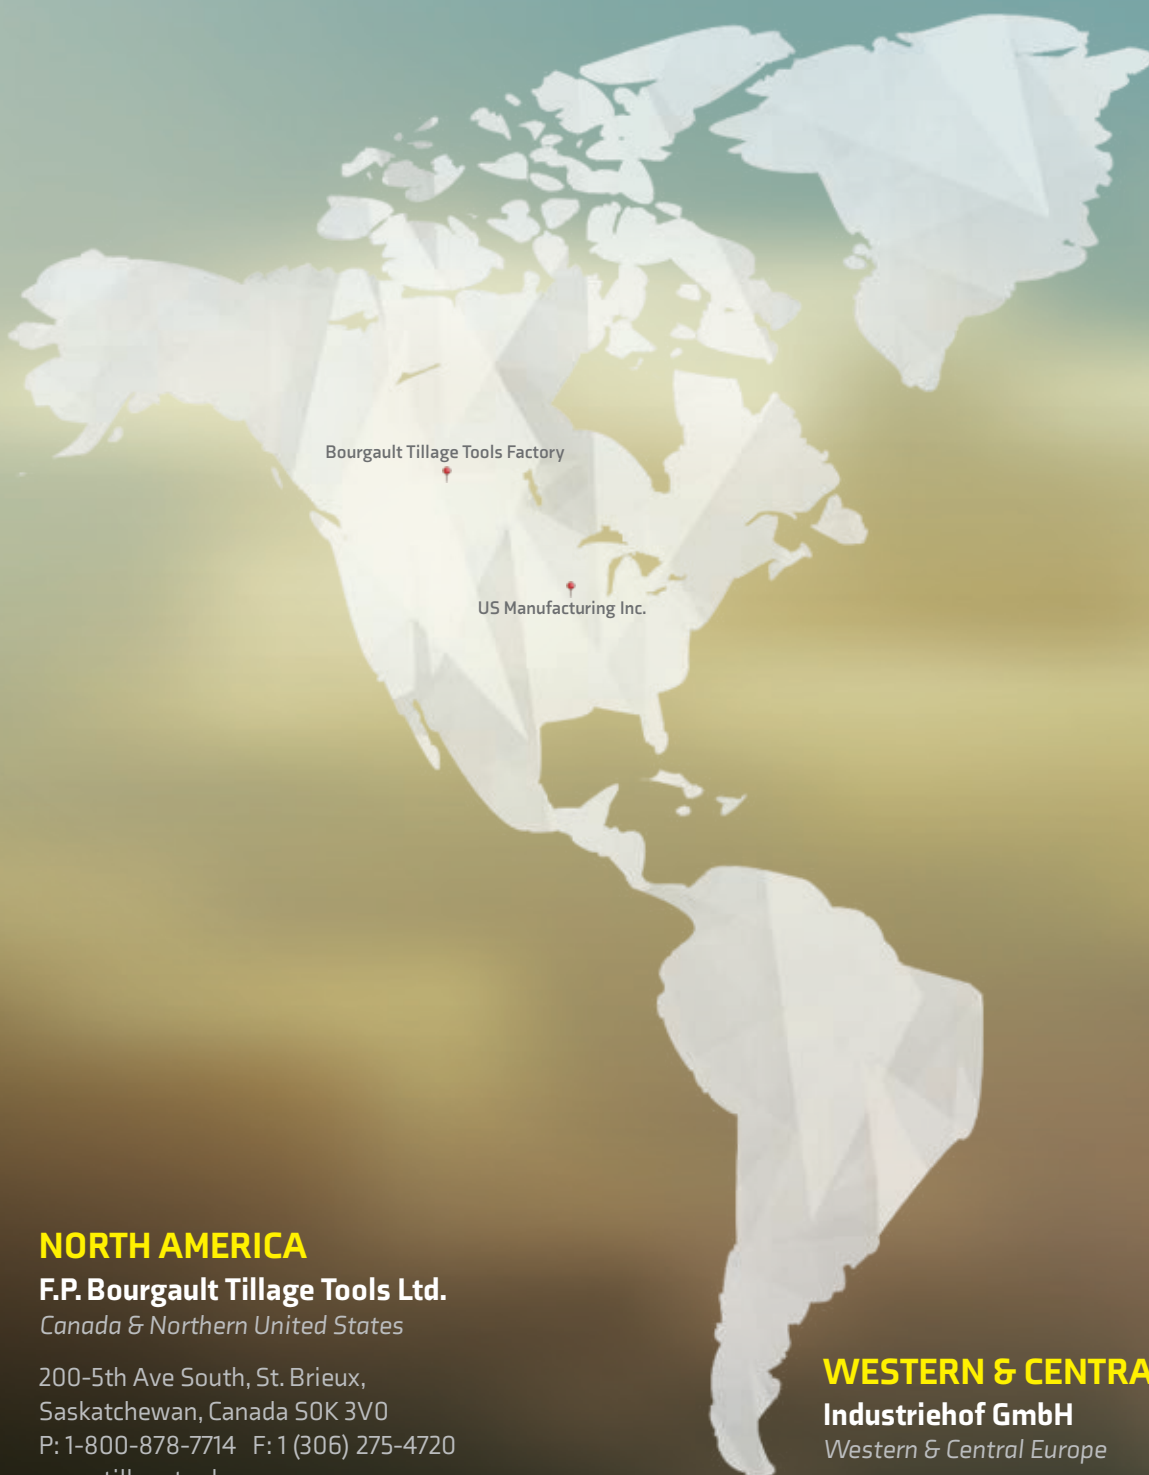 Bourgault Tillage Tools Factory
US Manufacturing Inc.
NORTH AMERICA
F.P. Bourgault Tillage Tools Ltd.
Canada & Northern United States
200-5th Ave South, St. Brieux,
Saskatchewan, Canada S0K 3V0
P: 1-800-878-7714 F: 1 (306) 275-4720
WESTERN & CENTRA
Industriehof GmbH
Western & Central Europe